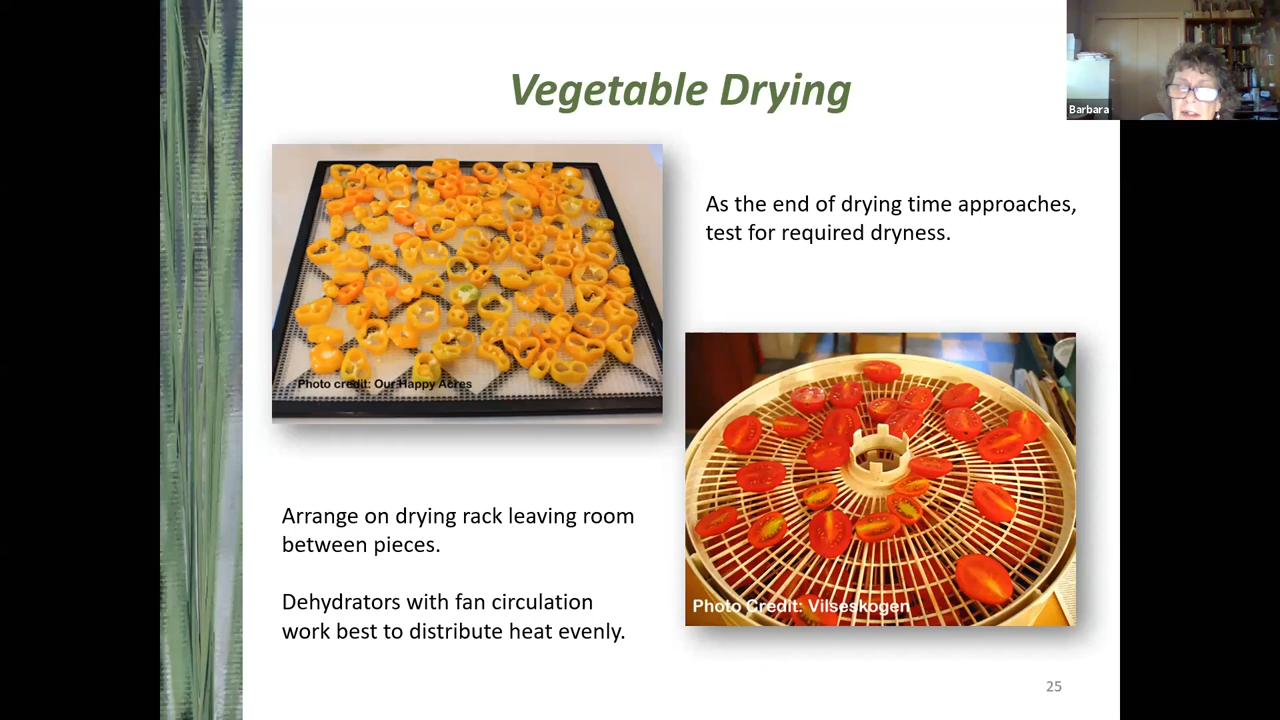 Vegetable Drying
Barbara
As the end of drying time approaches,
test for required dryness.
Photo credit: Our Happy Acres
Arrange on drying rack leaving room
between pieces.
Dehydrators with fan circulation
work best to distribute heat evenly.
Photo Credit: Vilseskogen
25